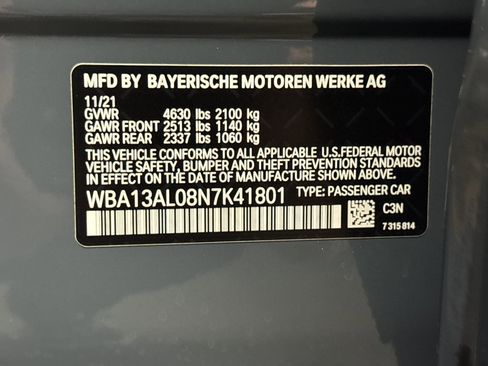 MFD BY BAYERISCHE MOTOREN WERKE AG
11/21
GVWR 4630 lbs 2100 kg
GAWR FRONT 2513 lbs 1140 kg
GAWR REAR 2337 lbs 1060 kg
THIS VEHICLE CONFORMS TO ALL APPLICABLE U.S.FEDERAL MOTOR
VEHICLE SAFETY, BUMPER AND THEFT PREVENTION STANDARDS IN
EFFECT ON THE DATE OF MANUFACTURE SHOWN ABOVE.
WBA13AL08N7K41801 TYPE: PASSENGER CAR
C3N
7 315 814